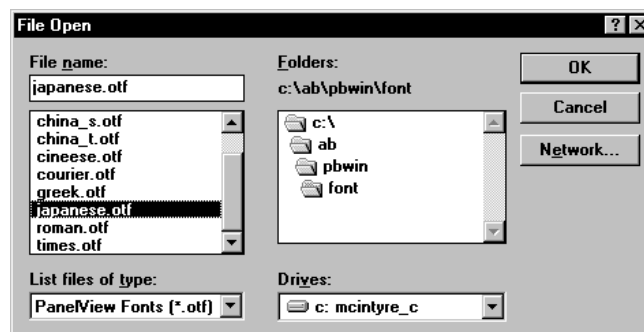 File Open
File name:
japanese.otf
china_s.otf
china_t.otf
cineese.otf
courier.otf
greek.otf
japanese.otf
roman.otf
times.otf
List files of type:
PanelView Fonts (*.otf)
Folders:
c:\ab\pbwin\font
c:\
ab
pbwin
font
Drives:
c: mcintyre_c
OK
Cancel
Network...